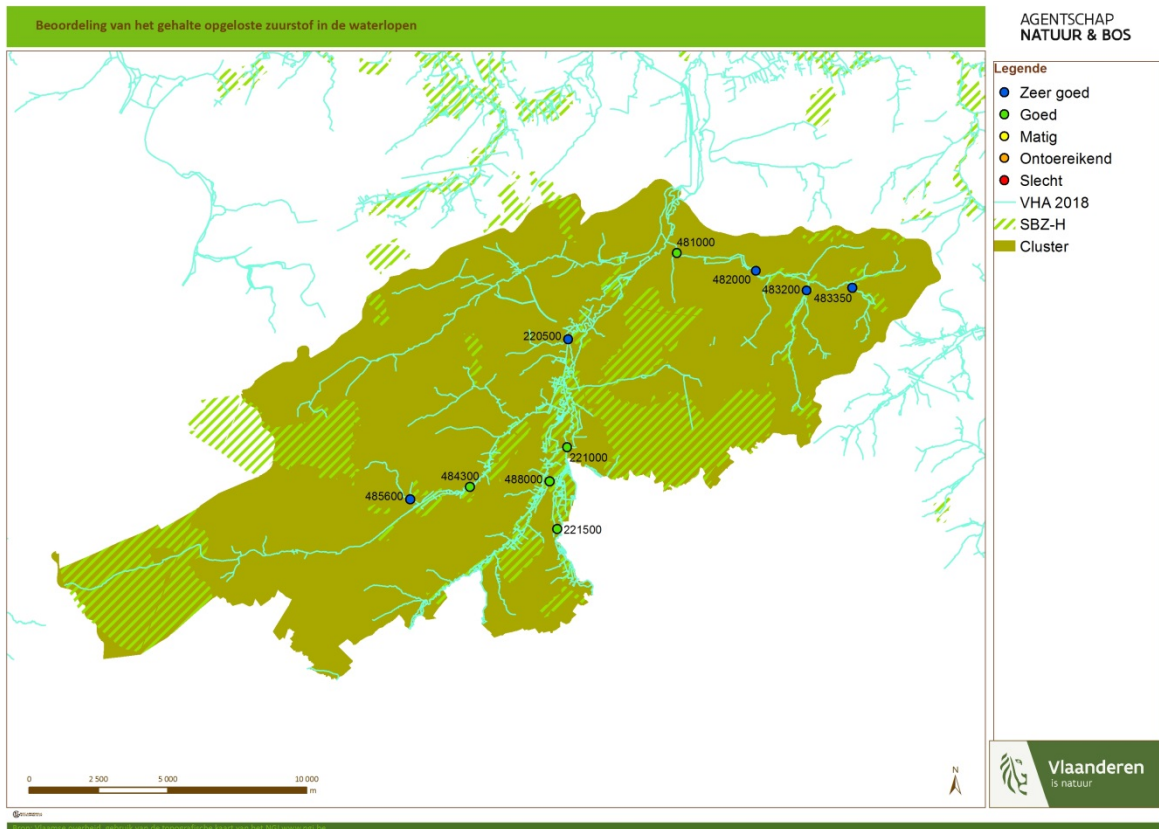 Beoordeling van het gehalte opgeloste zuurstof in de waterlopen
AGENTSCHAP
NATUUR & BOS
Legende
Zeer goed
Goed
Matig
Ontoereikend
Slecht
VHA 2018
SBZ-H
Cluster
481000
482000
483200
483350
220500
221000
484300
488000
485600
221500
0
2 500
5 000
10 000
m
N
Vlaanderen
is natuur